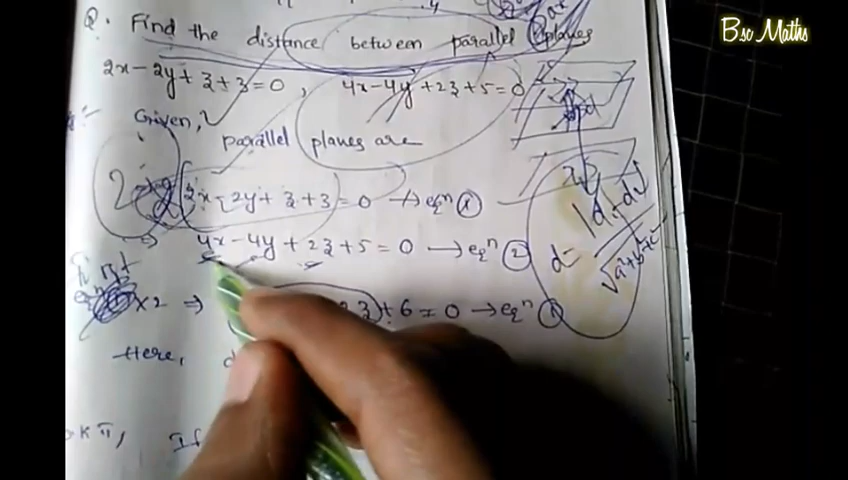 Bsc Maths
Q. Find the distance between parallel planes
2x - 2y + z + 3 = 0 , 4x - 4y + 2z + 5 = 0
Given,
parallel planes are
2x - 2y + z + 3 = 0 → eqⁿ ①
⇒ 4x - 4y + 2z + 5 = 0 → eqⁿ ②
d = |d₁ + d₂| / √a²+b²+c²
×2 ⇒ + 6 = 0 → eqⁿ ①
Here, d
If